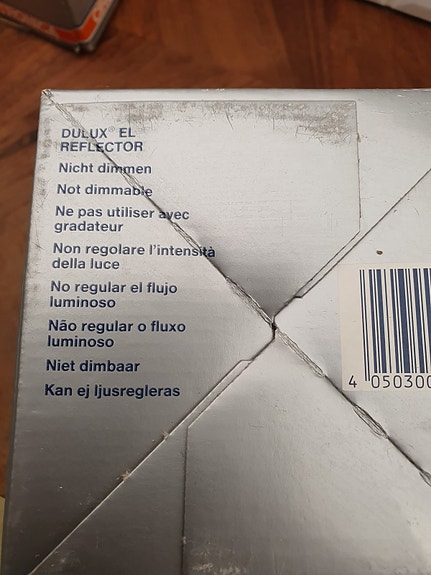 DULUX® EL
REFLECTOR
Nicht dimmen
Not dimmable
Ne pas utiliser avec
gradateur
Non regolare l'intensità
della luce
No regular el flujo
luminoso
Não regular o fluxo
luminoso
Niet dimbaar
Kan ej ljusregleras
4 050300